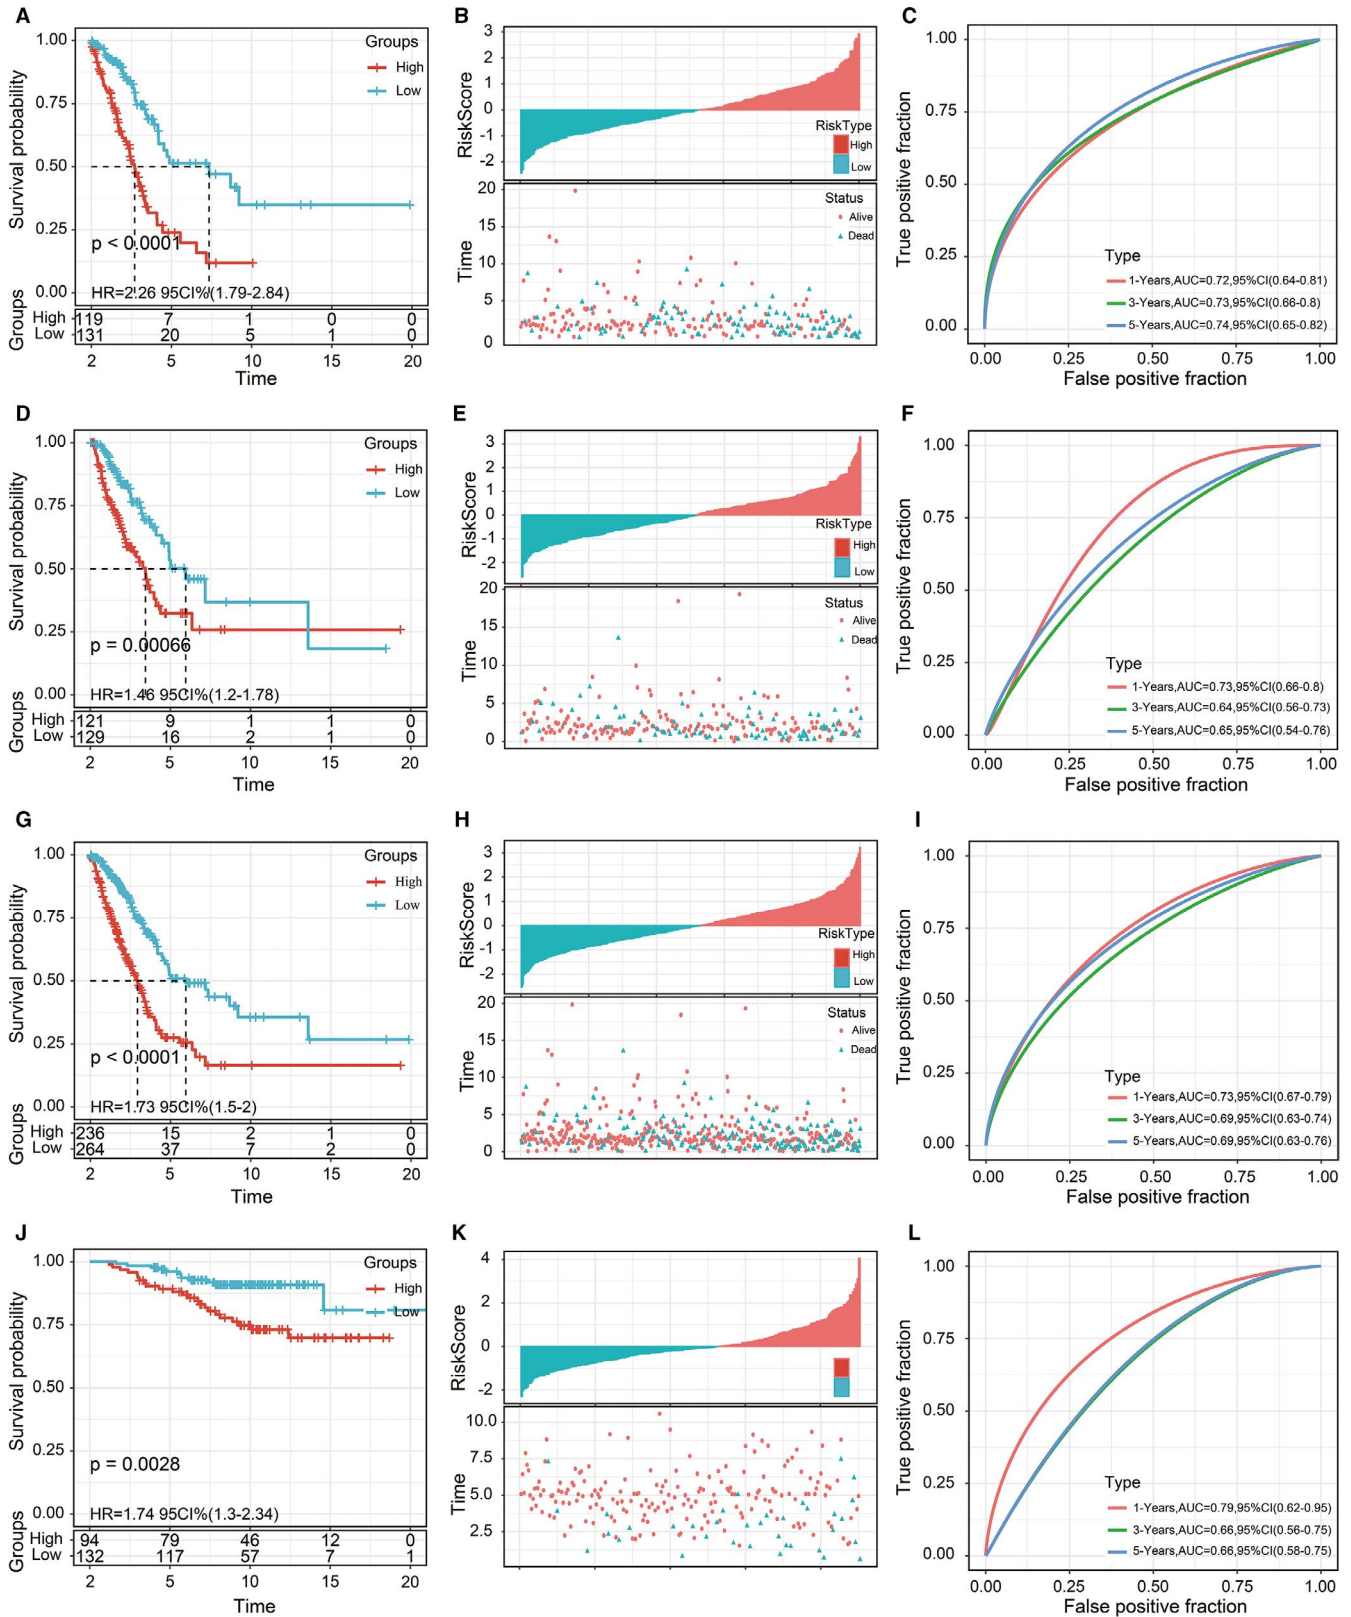 A
Survival probability
1.00
0.75
0.50
0.25
0.00
Groups
High
Low
p < 0.0001
HR=2.26 95CI%(1.79-2.84)
Groups
High 119 7 1 0 0
Low 131 20 5 1 0
2 5 10 15 20
Time
B
RiskScore
3
2
1
0
-1
-2
RiskType
High
Low
Time
20
15
10
5
0
Status
Alive
Dead
C
True positive fraction
1.00
0.75
0.50
0.25
0.00
Type
1-Years,AUC=0.72,95%CI(0.64-0.81)
3-Years,AUC=0.73,95%CI(0.66-0.8)
5-Years,AUC=0.74,95%CI(0.65-0.82)
0.00 0.25 0.50 0.75 1.00
False positive fraction
D
Survival probability
1.00
0.75
0.50
0.25
0.00
Groups
High
Low
p = 0.00066
HR=1.46 95CI%(1.2-1.78)
Groups
High 121 9 1 1 0
Low 129 16 2 1 0
2 5 10 15 20
Time
E
RiskScore
3
2
1
0
-1
-2
RiskType
High
Low
Time
20
15
10
5
0
Status
Alive
Dead
F
True positive fraction
1.00
0.75
0.50
0.25
0.00
Type
1-Years,AUC=0.73,95%CI(0.66-0.8)
3-Years,AUC=0.64,95%CI(0.56-0.73)
5-Years,AUC=0.65,95%CI(0.54-0.76)
0.00 0.25 0.50 0.75 1.00
False positive fraction
G
Survival probability
1.00
0.75
0.50
0.25
0.00
Groups
High
Low
p < 0.0001
HR=1.73 95CI%(1.5-2)
Groups
High 236 15 2 1 0
Low 264 37 7 2 0
2 5 10 15 20
Time
H
RiskScore
3
2
1
0
-1
-2
RiskType
High
Low
Time
20
15
10
5
0
Status
Alive
Dead
I
True positive fraction
1.00
0.75
0.50
0.25
0.00
Type
1-Years,AUC=0.73,95%CI(0.67-0.79)
3-Years,AUC=0.69,95%CI(0.63-0.74)
5-Years,AUC=0.69,95%CI(0.63-0.76)
0.00 0.25 0.50 0.75 1.00
False positive fraction
J
Survival probability
1.00
0.75
0.50
0.25
0.00
Groups
High
Low
p = 0.0028
HR=1.74 95CI%(1.3-2.34)
Groups
High 94 79 46 12 0
Low 132 117 57 7 1
2 5 10 15 20
Time
K
RiskScore
4
2
0
-2
Time
10.0
7.5
5.0
2.5
L
True positive fraction
1.00
0.75
0.50
0.25
0.00
Type
1-Years,AUC=0.79,95%CI(0.62-0.95)
3-Years,AUC=0.66,95%CI(0.56-0.75)
5-Years,AUC=0.66,95%CI(0.58-0.75)
0.00 0.25 0.50 0.75 1.00
False positive fraction